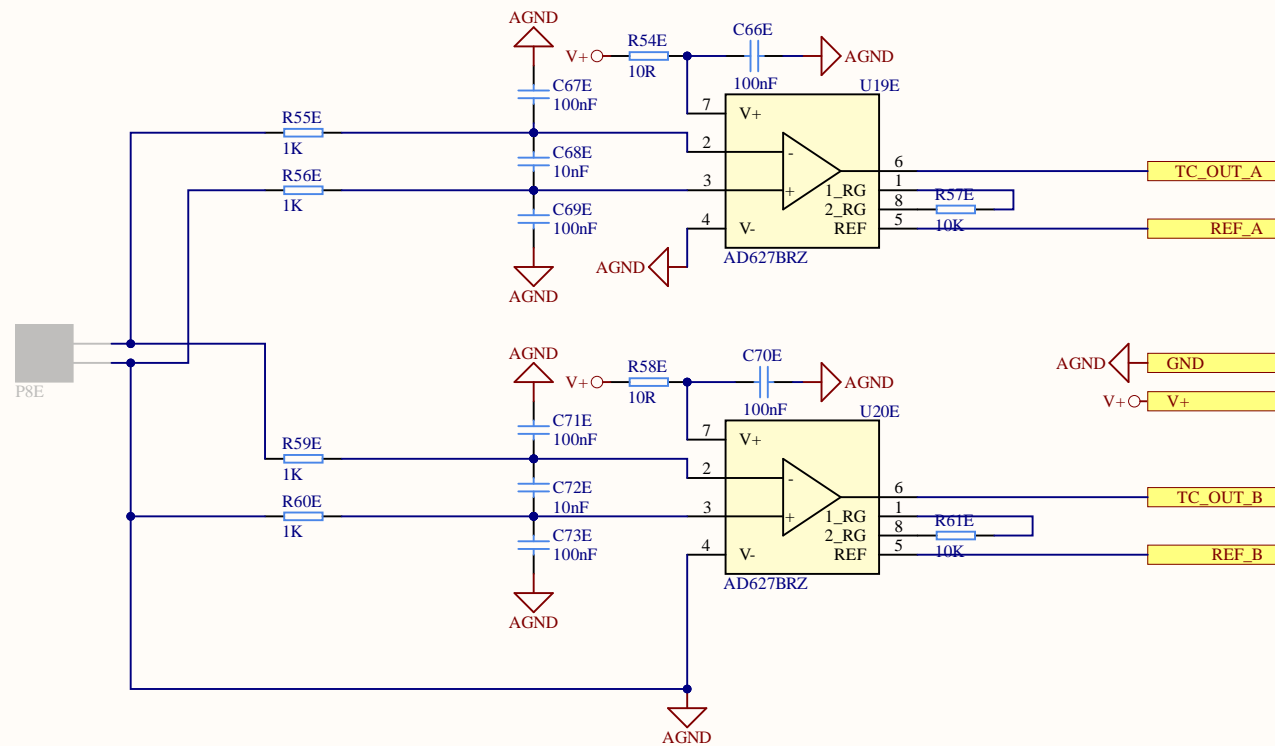 AGND
V+
R54E
10R
C66E
100nF
AGND
C67E
100nF
U19E
7
V+
R55E
1K
2
-
C68E
10nF
6
TC_OUT_A
R56E
1K
3
+
1_RG
1
C69E
100nF
2_RG
8
R57E
10K
4
V-
REF
5
REF_A
AGND
AGND
AD627BRZ
P8E
AGND
V+
R58E
10R
C70E
100nF
AGND
AGND
GND
V+
V+
C71E
100nF
U20E
7
V+
R59E
1K
2
-
C72E
10nF
6
TC_OUT_B
R60E
1K
3
+
1_RG
1
C73E
100nF
2_RG
8
R61E
10K
4
V-
REF
5
REF_B
AGND
AD627BRZ
AGND